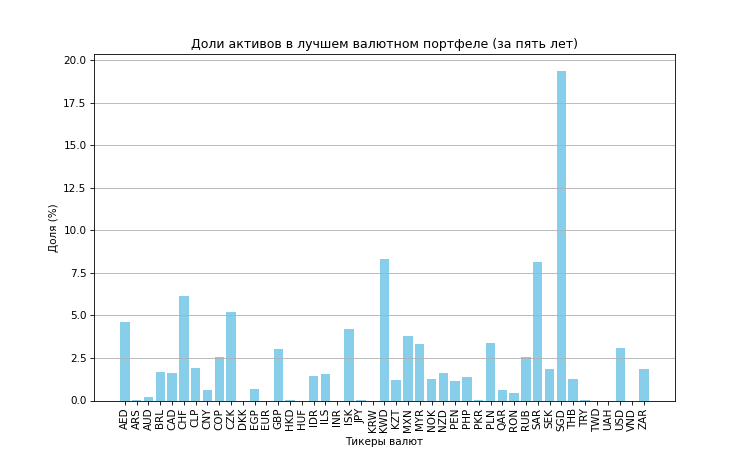 Доли активов в лучшем валютном портфеле (за пять лет)
20.0
17.5
15.0
12.5
10.0
7.5
5.0
2.5
0.0
Доля (%)
AED ARS AUD BRL CAD CHF CLP CNY COP CZK DKK EGP EUR GBP HKD HUF IDR ILS INR ISK JPY KRW KWD KZT MXN MYR NOK NZD PEN PHP PKR PLN QAR RON RUB SAR SEK SGD THB TRY TWD UAH USD VND ZAR
Тикеры валют